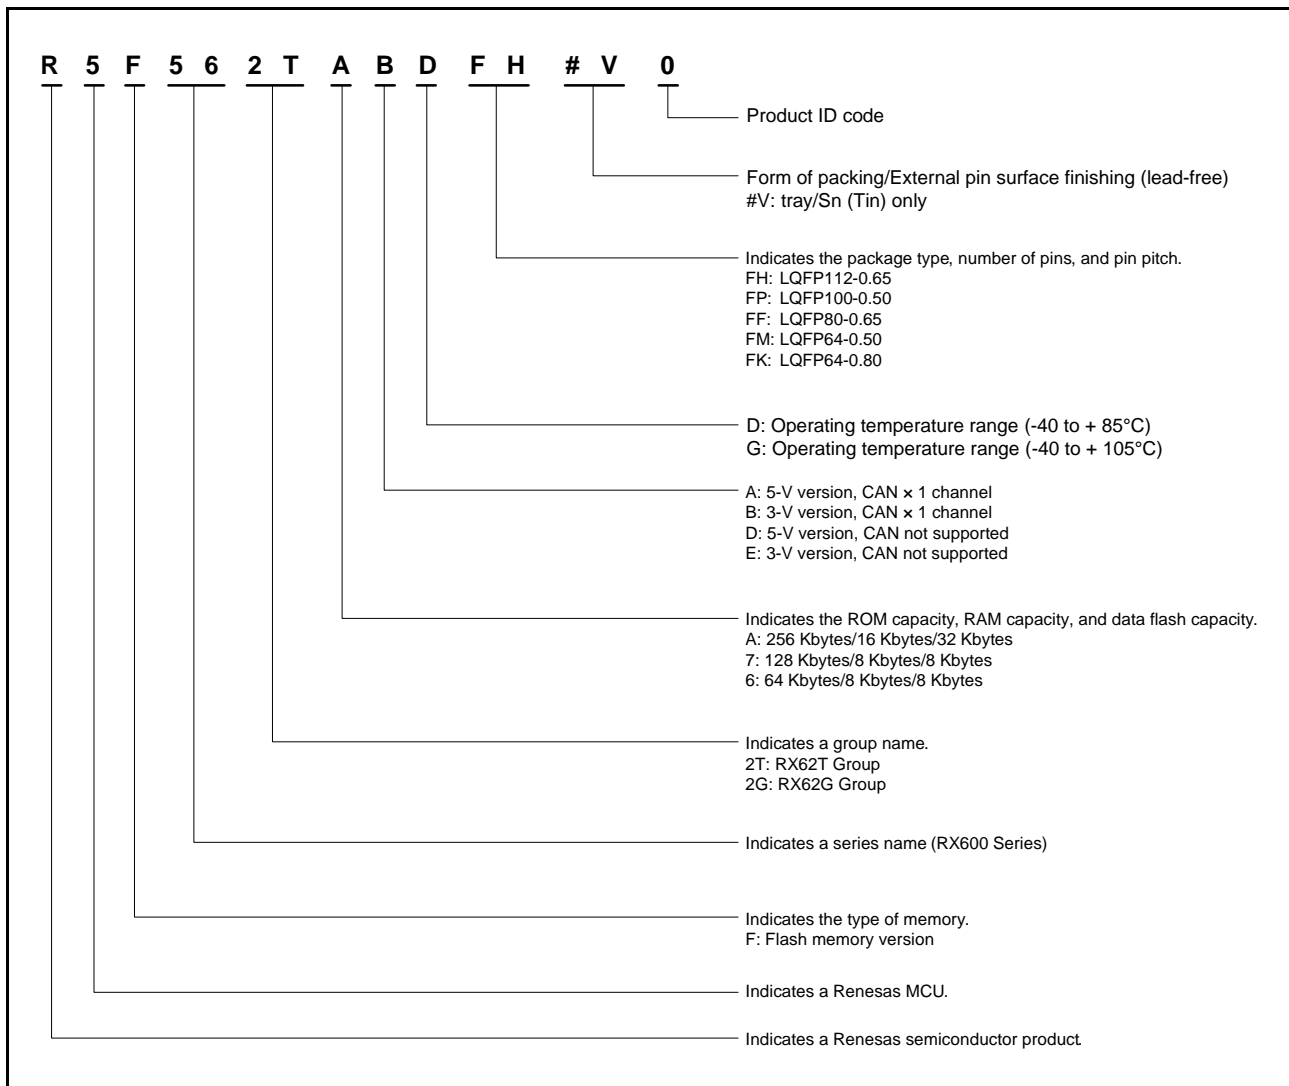 R 5 F 5 6 2 T A B D F H # V 0
Product ID code
Form of packing/External pin surface finishing (lead-free)
#V: tray/Sn (Tin) only
Indicates the package type, number of pins, and pin pitch.
FH: LQFP112-0.65
FP: LQFP100-0.50
FF: LQFP80-0.65
FM: LQFP64-0.50
FK: LQFP64-0.80
D: Operating temperature range (-40 to + 85°C)
G: Operating temperature range (-40 to + 105°C)
A: 5-V version, CAN × 1 channel
B: 3-V version, CAN × 1 channel
D: 5-V version, CAN not supported
E: 3-V version, CAN not supported
Indicates the ROM capacity, RAM capacity, and data flash capacity.
A: 256 Kbytes/16 Kbytes/32 Kbytes
7: 128 Kbytes/8 Kbytes/8 Kbytes
6: 64 Kbytes/8 Kbytes/8 Kbytes
Indicates a group name.
2T: RX62T Group
2G: RX62G Group
Indicates a series name (RX600 Series)
Indicates the type of memory.
F: Flash memory version
Indicates a Renesas MCU.
Indicates a Renesas semiconductor product.